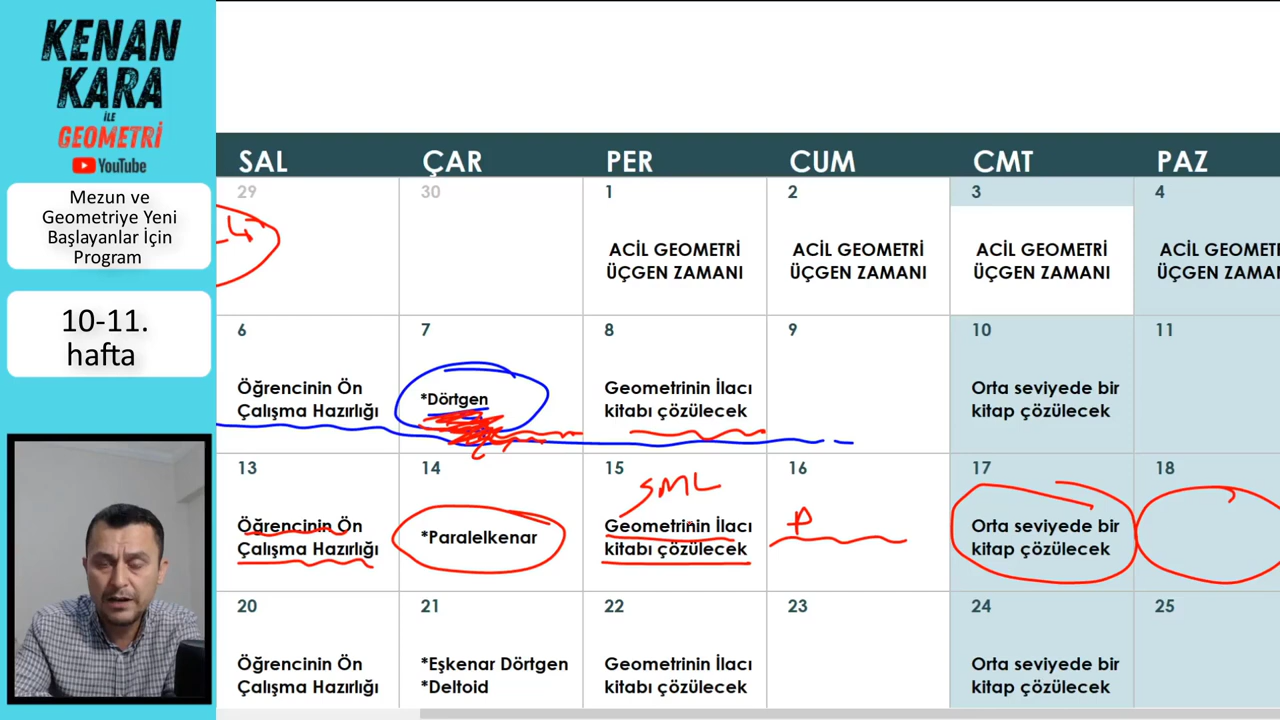 KENAN
KARA
İLE
GEOMETRİ
YouTube
Mezun ve
Geometriye Yeni
Başlayanlar İçin
Program
10-11.
hafta
SAL ÇAR PER CUM CMT PAZ
29 30 1 2 3 4
ACİL GEOMETRİ ACİL GEOMETRİ ACİL GEOMETRİ ACİL GEOMETRİ
ÜÇGEN ZAMANI ÜÇGEN ZAMANI ÜÇGEN ZAMANI ÜÇGEN ZAMANI
6 7 8 9 10 11
Öğrencinin Ön *Dörtgen Geometrinin İlacı Orta seviyede bir
Çalışma Hazırlığı kitabı çözülecek kitap çözülecek
13 14 15 16 17 18
SML
P
Öğrencinin Ön *Paralelkenar Geometrinin İlacı Orta seviyede bir
Çalışma Hazırlığı kitabı çözülecek kitap çözülecek
20 21 22 23 24 25
Öğrencinin Ön *Eşkenar Dörtgen Geometrinin İlacı Orta seviyede bir
Çalışma Hazırlığı *Deltoid kitabı çözülecek kitap çözülecek